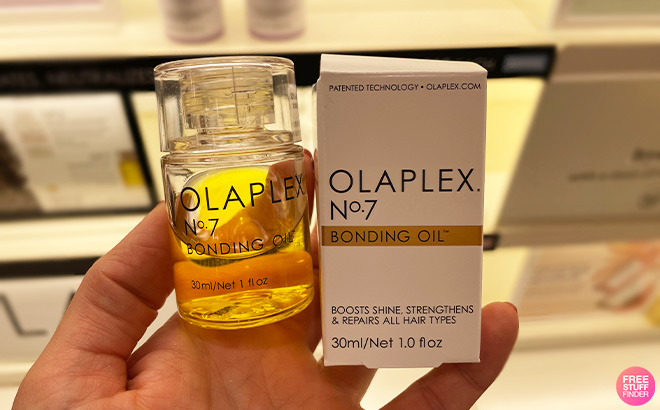 OLAPLEX.
Nº.7
BONDING OIL™
30ml/Net 1 fl oz
PATENTED TECHNOLOGY • OLAPLEX.COM
OLAPLEX.
Nº.7
BONDING OIL™
BOOSTS SHINE, STRENGTHENS
& REPAIRS ALL HAIR TYPES
30ml/Net 1.0 fl oz
FREE
STUFF
FINDER